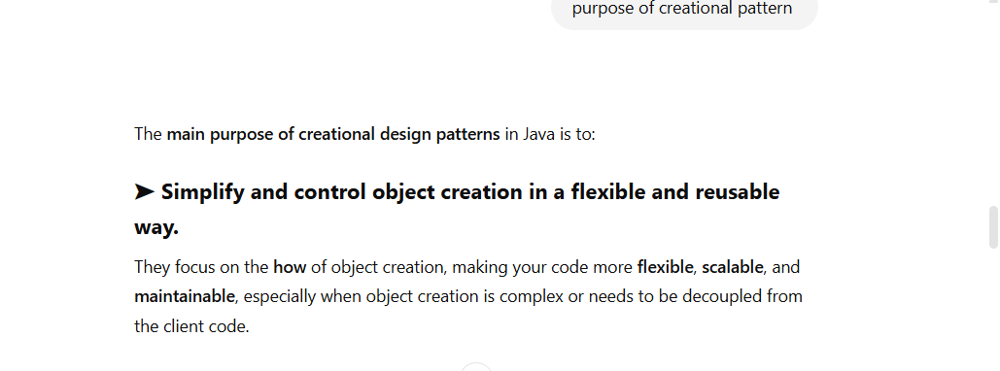 purpose of creational pattern
The main purpose of creational design patterns in Java is to:
➤ Simplify and control object creation in a flexible and reusable
way.
They focus on the how of object creation, making your code more flexible, scalable, and
maintainable, especially when object creation is complex or needs to be decoupled from
the client code.